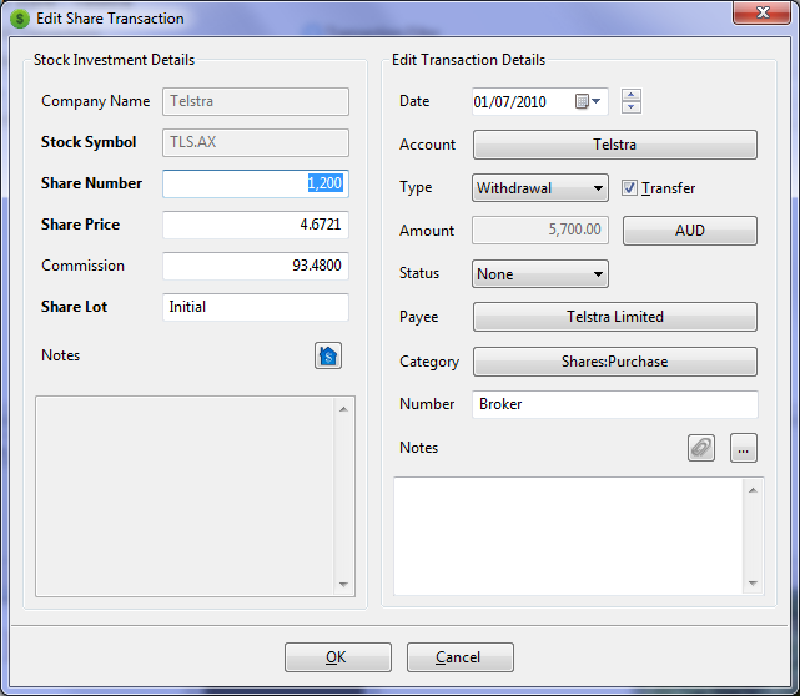 Edit Share Transaction
Stock Investment Details
Company Name Telstra
Stock Symbol TLS.AX
Share Number 1,200
Share Price 4.6721
Commission 93.4800
Share Lot Initial
Notes
Edit Transaction Details
Date 01/07/2010
Account Telstra
Type Withdrawal Transfer
Amount 5,700.00 AUD
Status None
Payee Telstra Limited
Category Shares:Purchase
Number Broker
Notes ...
OK Cancel